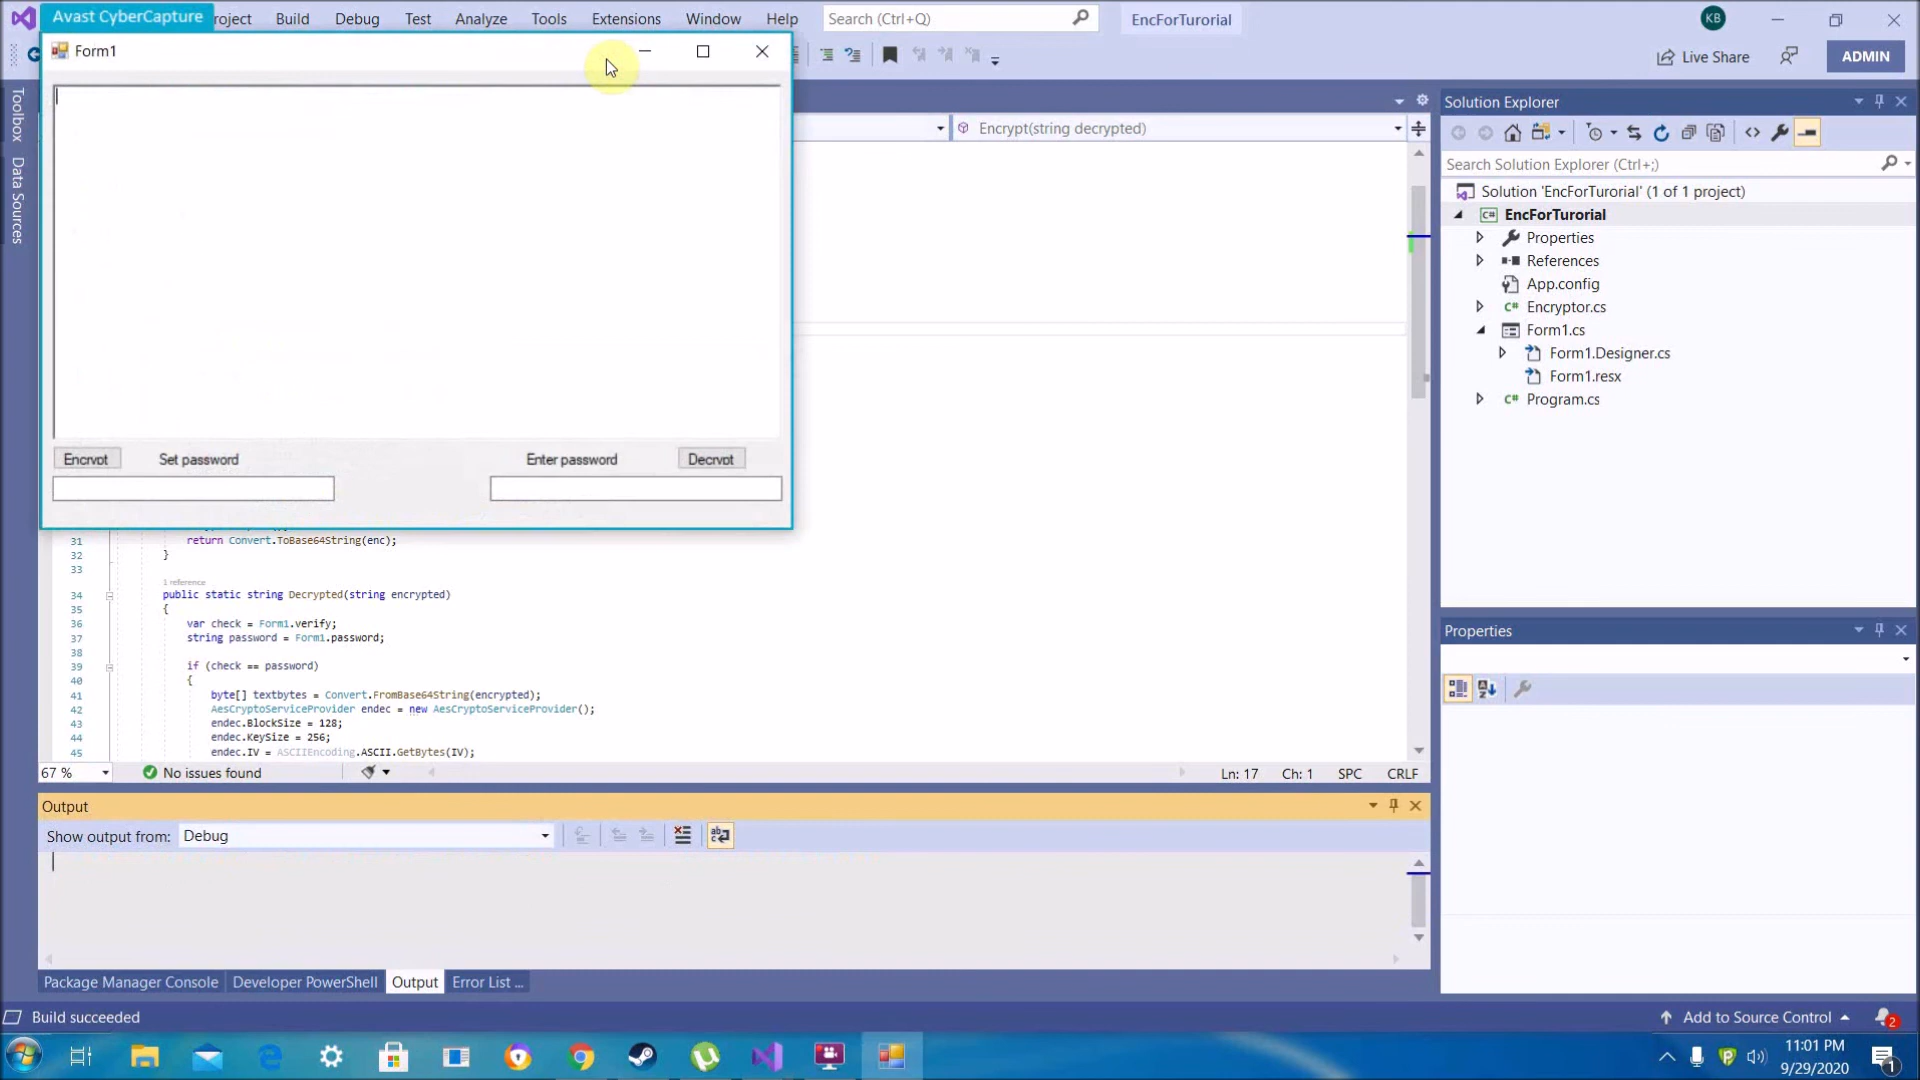 Avast CyberCapture
roject Build Debug Test Analyze Tools Extensions Window Help Search (Ctrl+Q) EncForTurorial KB
Form1
Live Share ADMIN
Toolbox
Data Sources
Encrypt(string decrypted)
Encrypt Set password Enter password Decrypt
31 return Convert.ToBase64String(enc);
32 }
33
1 reference
34 public static string Decrypted(string encrypted)
35 {
36 var check = Form1.verify;
37 string password = Form1.password;
38
39 if (check == password)
40 {
41 byte[] textbytes = Convert.FromBase64String(encrypted);
42 AesCryptoServiceProvider endec = new AesCryptoServiceProvider();
43 endec.BlockSize = 128;
44 endec.KeySize = 256;
45 endec.IV = ASCIIEncoding.ASCII.GetBytes(IV);
67 % No issues found Ln: 17 Ch: 1 SPC CRLF
Output
Show output from: Debug
Package Manager Console Developer PowerShell Output Error List ...
Solution Explorer
Search Solution Explorer (Ctrl+;)
Solution 'EncForTurorial' (1 of 1 project)
C# EncForTurorial
Properties
References
App.config
C# Encryptor.cs
Form1.cs
Form1.Designer.cs
Form1.resx
C# Program.cs
Properties
Build succeeded Add to Source Control 2
11:01 PM
9/29/2020
1